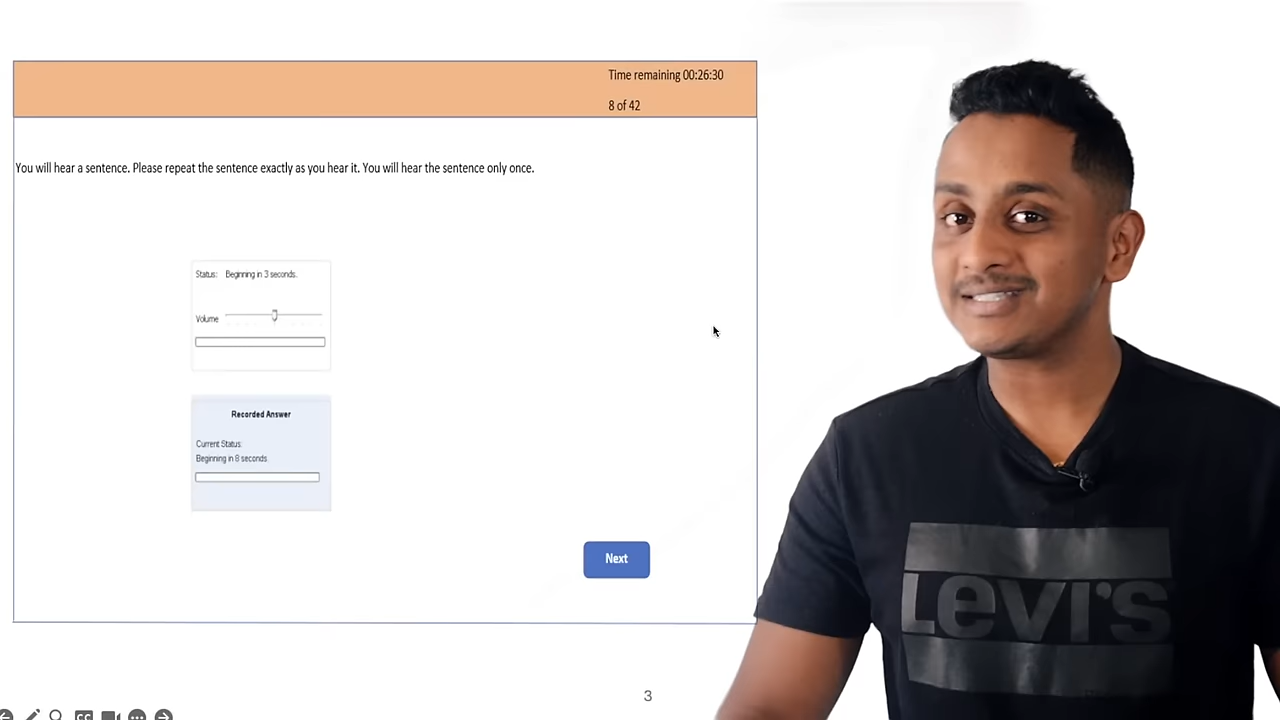 Time remaining 00:26:30
8 of 42
You will hear a sentence. Please repeat the sentence exactly as you hear it. You will hear the sentence only once.
Status: Beginning in 3 seconds.
Volume
Recorded Answer
Current Status:
Beginning in 8 seconds.
Next
LEVI'S
3
CC